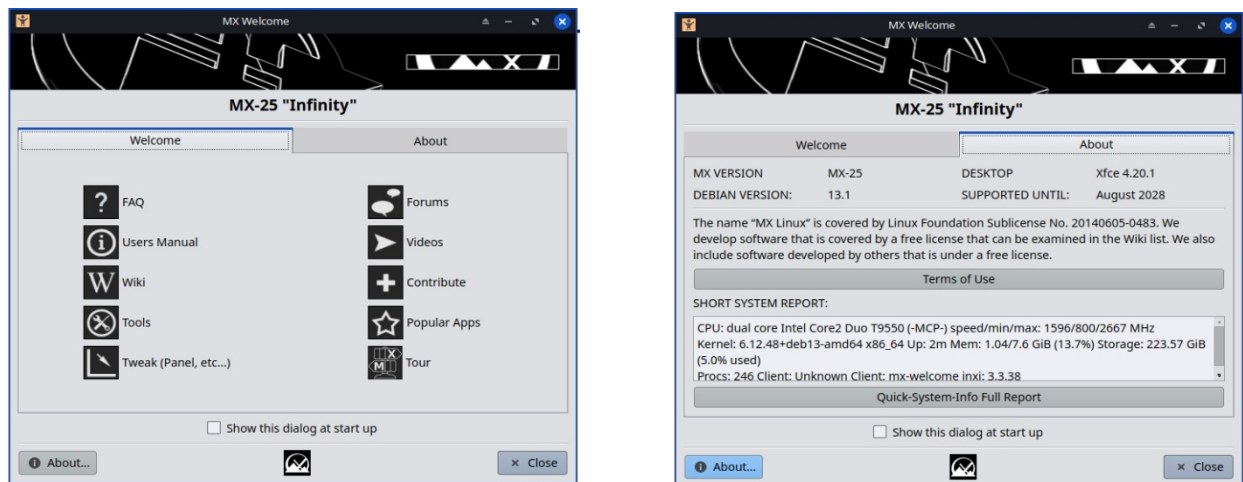 MX Welcome
MX
MX-25 "Infinity"
Welcome
About
? FAQ
Forums
Users Manual
Videos
W Wiki
Contribute
Tools
Popular Apps
Tweak (Panel, etc...)
MX Tour
Show this dialog at start up
About...
Close
MX Welcome
MX
MX-25 "Infinity"
Welcome
About
MX VERSION MX-25 DESKTOP Xfce 4.20.1
DEBIAN VERSION: 13.1 SUPPORTED UNTIL: August 2028
The name “MX Linux” is covered by Linux Foundation Sublicense No. 20140605-0483. We
develop software that is covered by a free license that can be examined in the Wiki list. We also
include software developed by others that is under a free license.
Terms of Use
SHORT SYSTEM REPORT:
CPU: dual core Intel Core2 Duo T9550 (-MCP-) speed/min/max: 1596/800/2667 MHz
Kernel: 6.12.48+deb13-amd64 x86_64 Up: 2m Mem: 1.04/7.6 GiB (13.7%) Storage: 223.57 GiB
(5.0% used)
Procs: 246 Client: Unknown Client: mx-welcome inxi: 3.3.38
Quick-System-Info Full Report
Show this dialog at start up
About...
Close